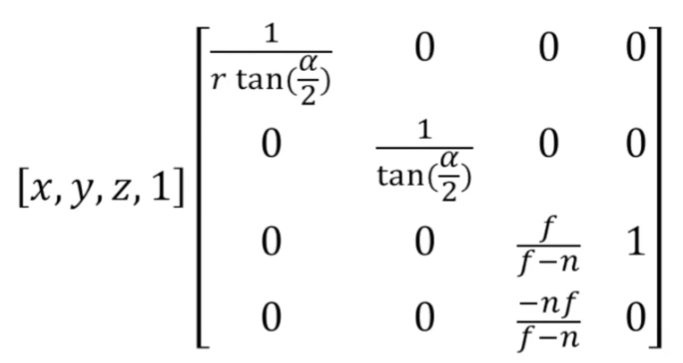 [x, y, z, 1] [ 1/(r tan(α/2)) 0 0 0
0 1/tan(α/2) 0 0
0 0 f/(f−n) 1
0 0 −nf/(f−n) 0 ]